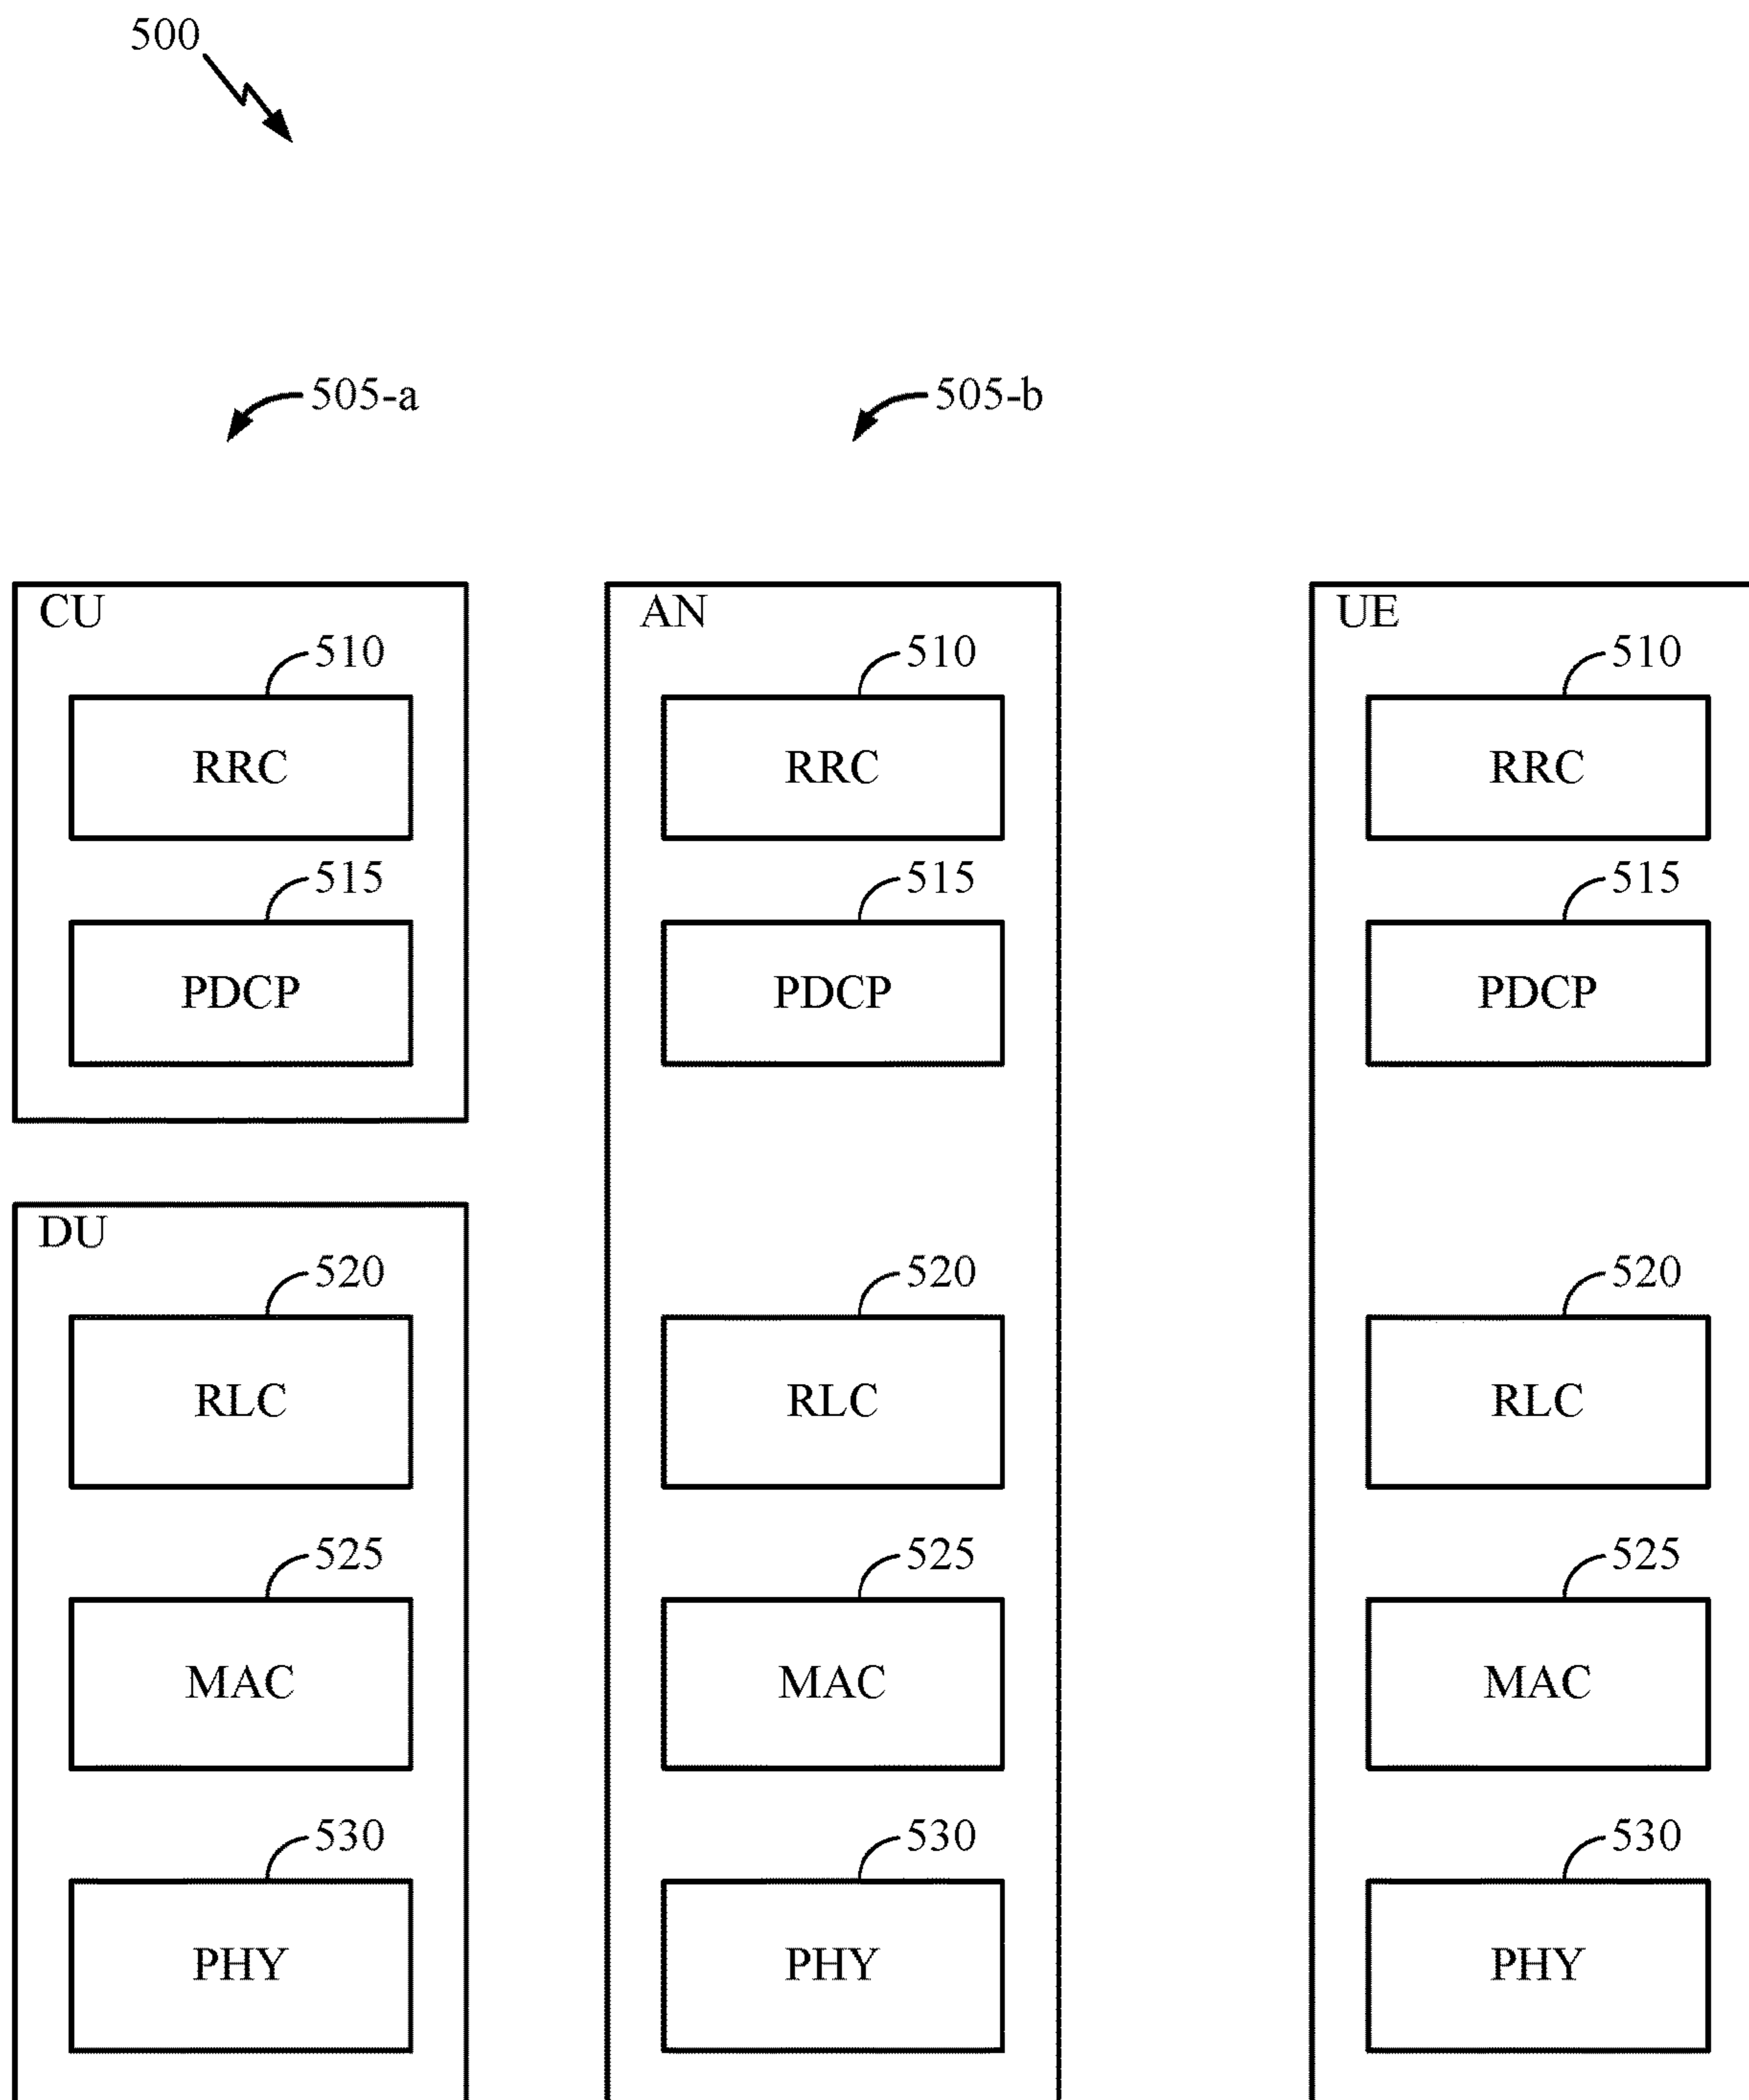 500
505-a 505-b
CU AN UE
510 510 510
RRC RRC RRC
515 515 515
PDCP PDCP PDCP
DU
520 520 520
RLC RLC RLC
525 525 525
MAC MAC MAC
530 530 530
PHY PHY PHY